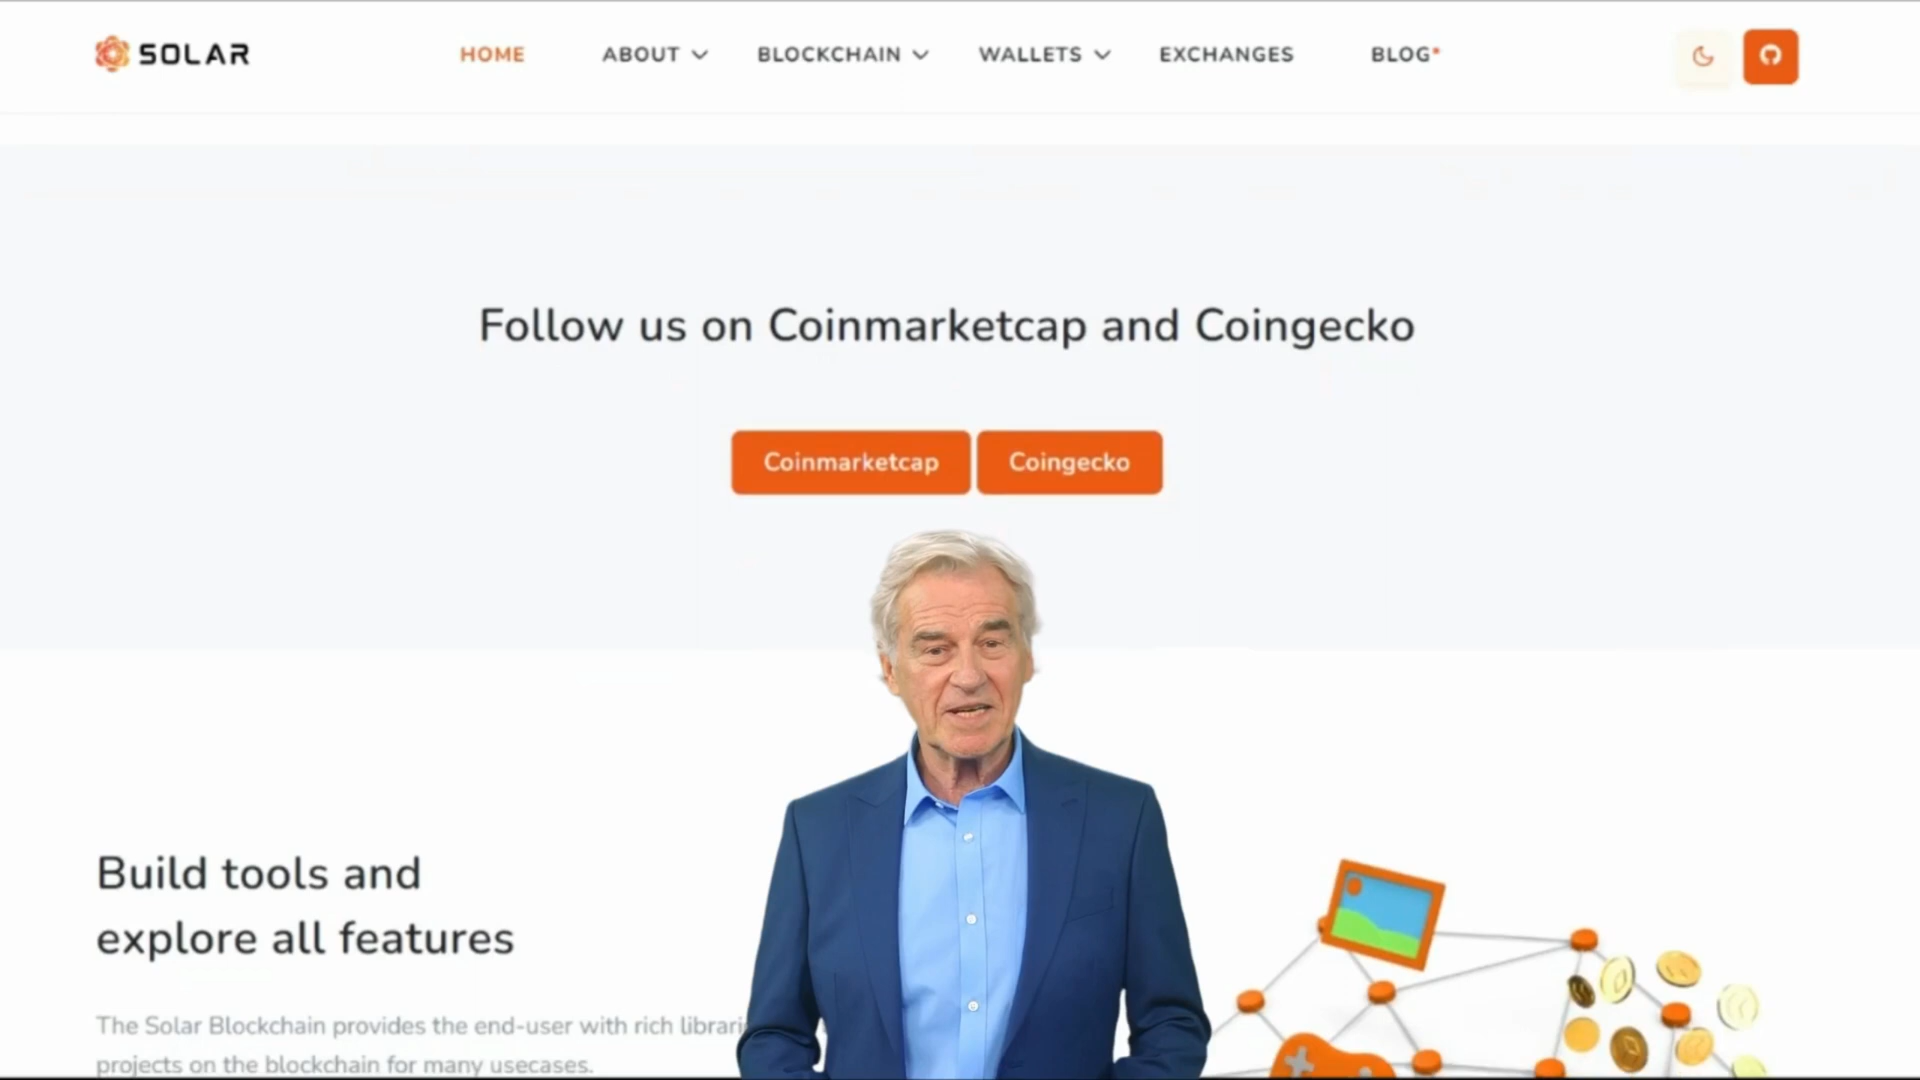 SOLAR
HOME
ABOUT
BLOCKCHAIN
WALLETS
EXCHANGES
BLOG*
Follow us on Coinmarketcap and Coingecko
Coinmarketcap
Coingecko
Build tools and
explore all features
The Solar Blockchain provides the end-user with rich
projects on the blockchain for many usecases.